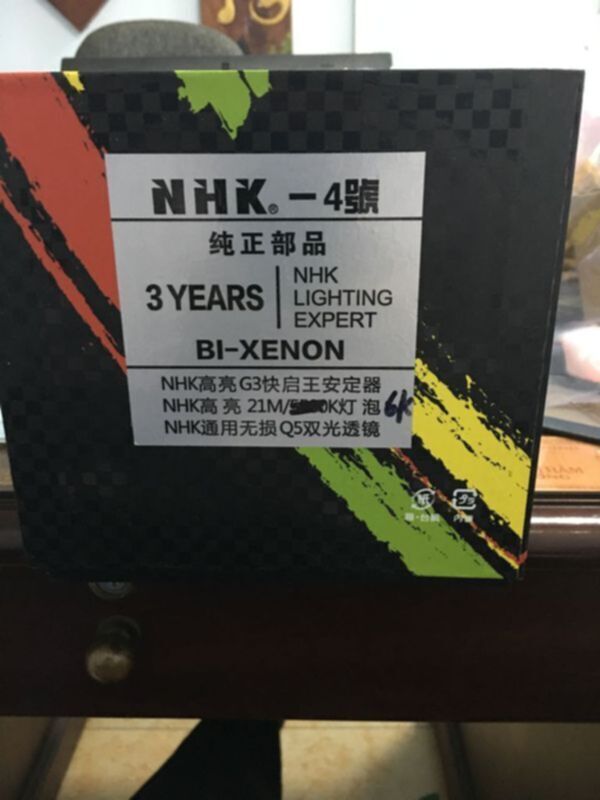 NHK® －4號
纯正部品
3 YEARS
NHK
LIGHTING
EXPERT
BI-XENON
NHK高亮G3快启王安定器
NHK高亮 21M/K灯泡 6K
NHK通用无损Q5双光透镜